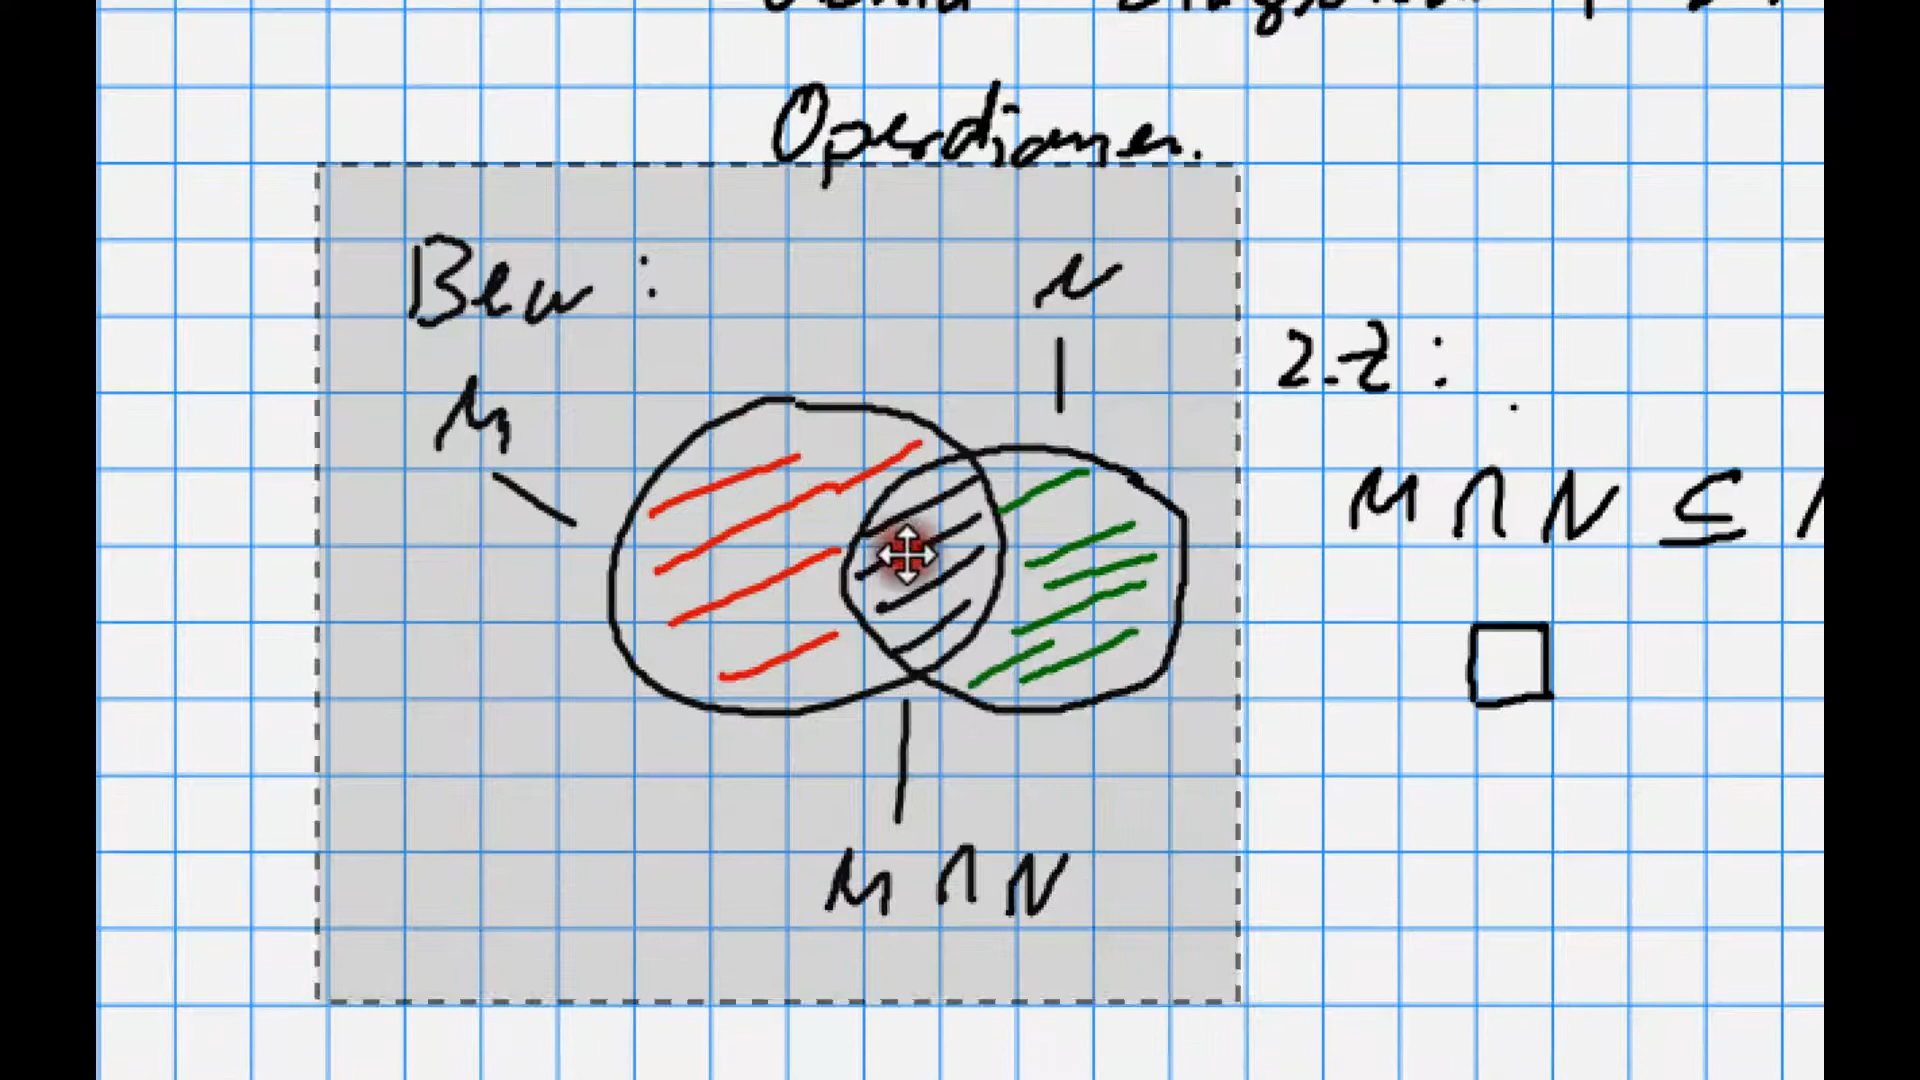 Operationen.
Bew :
N
M
z.Z :
M ∩ N ⊆
M ∩ N